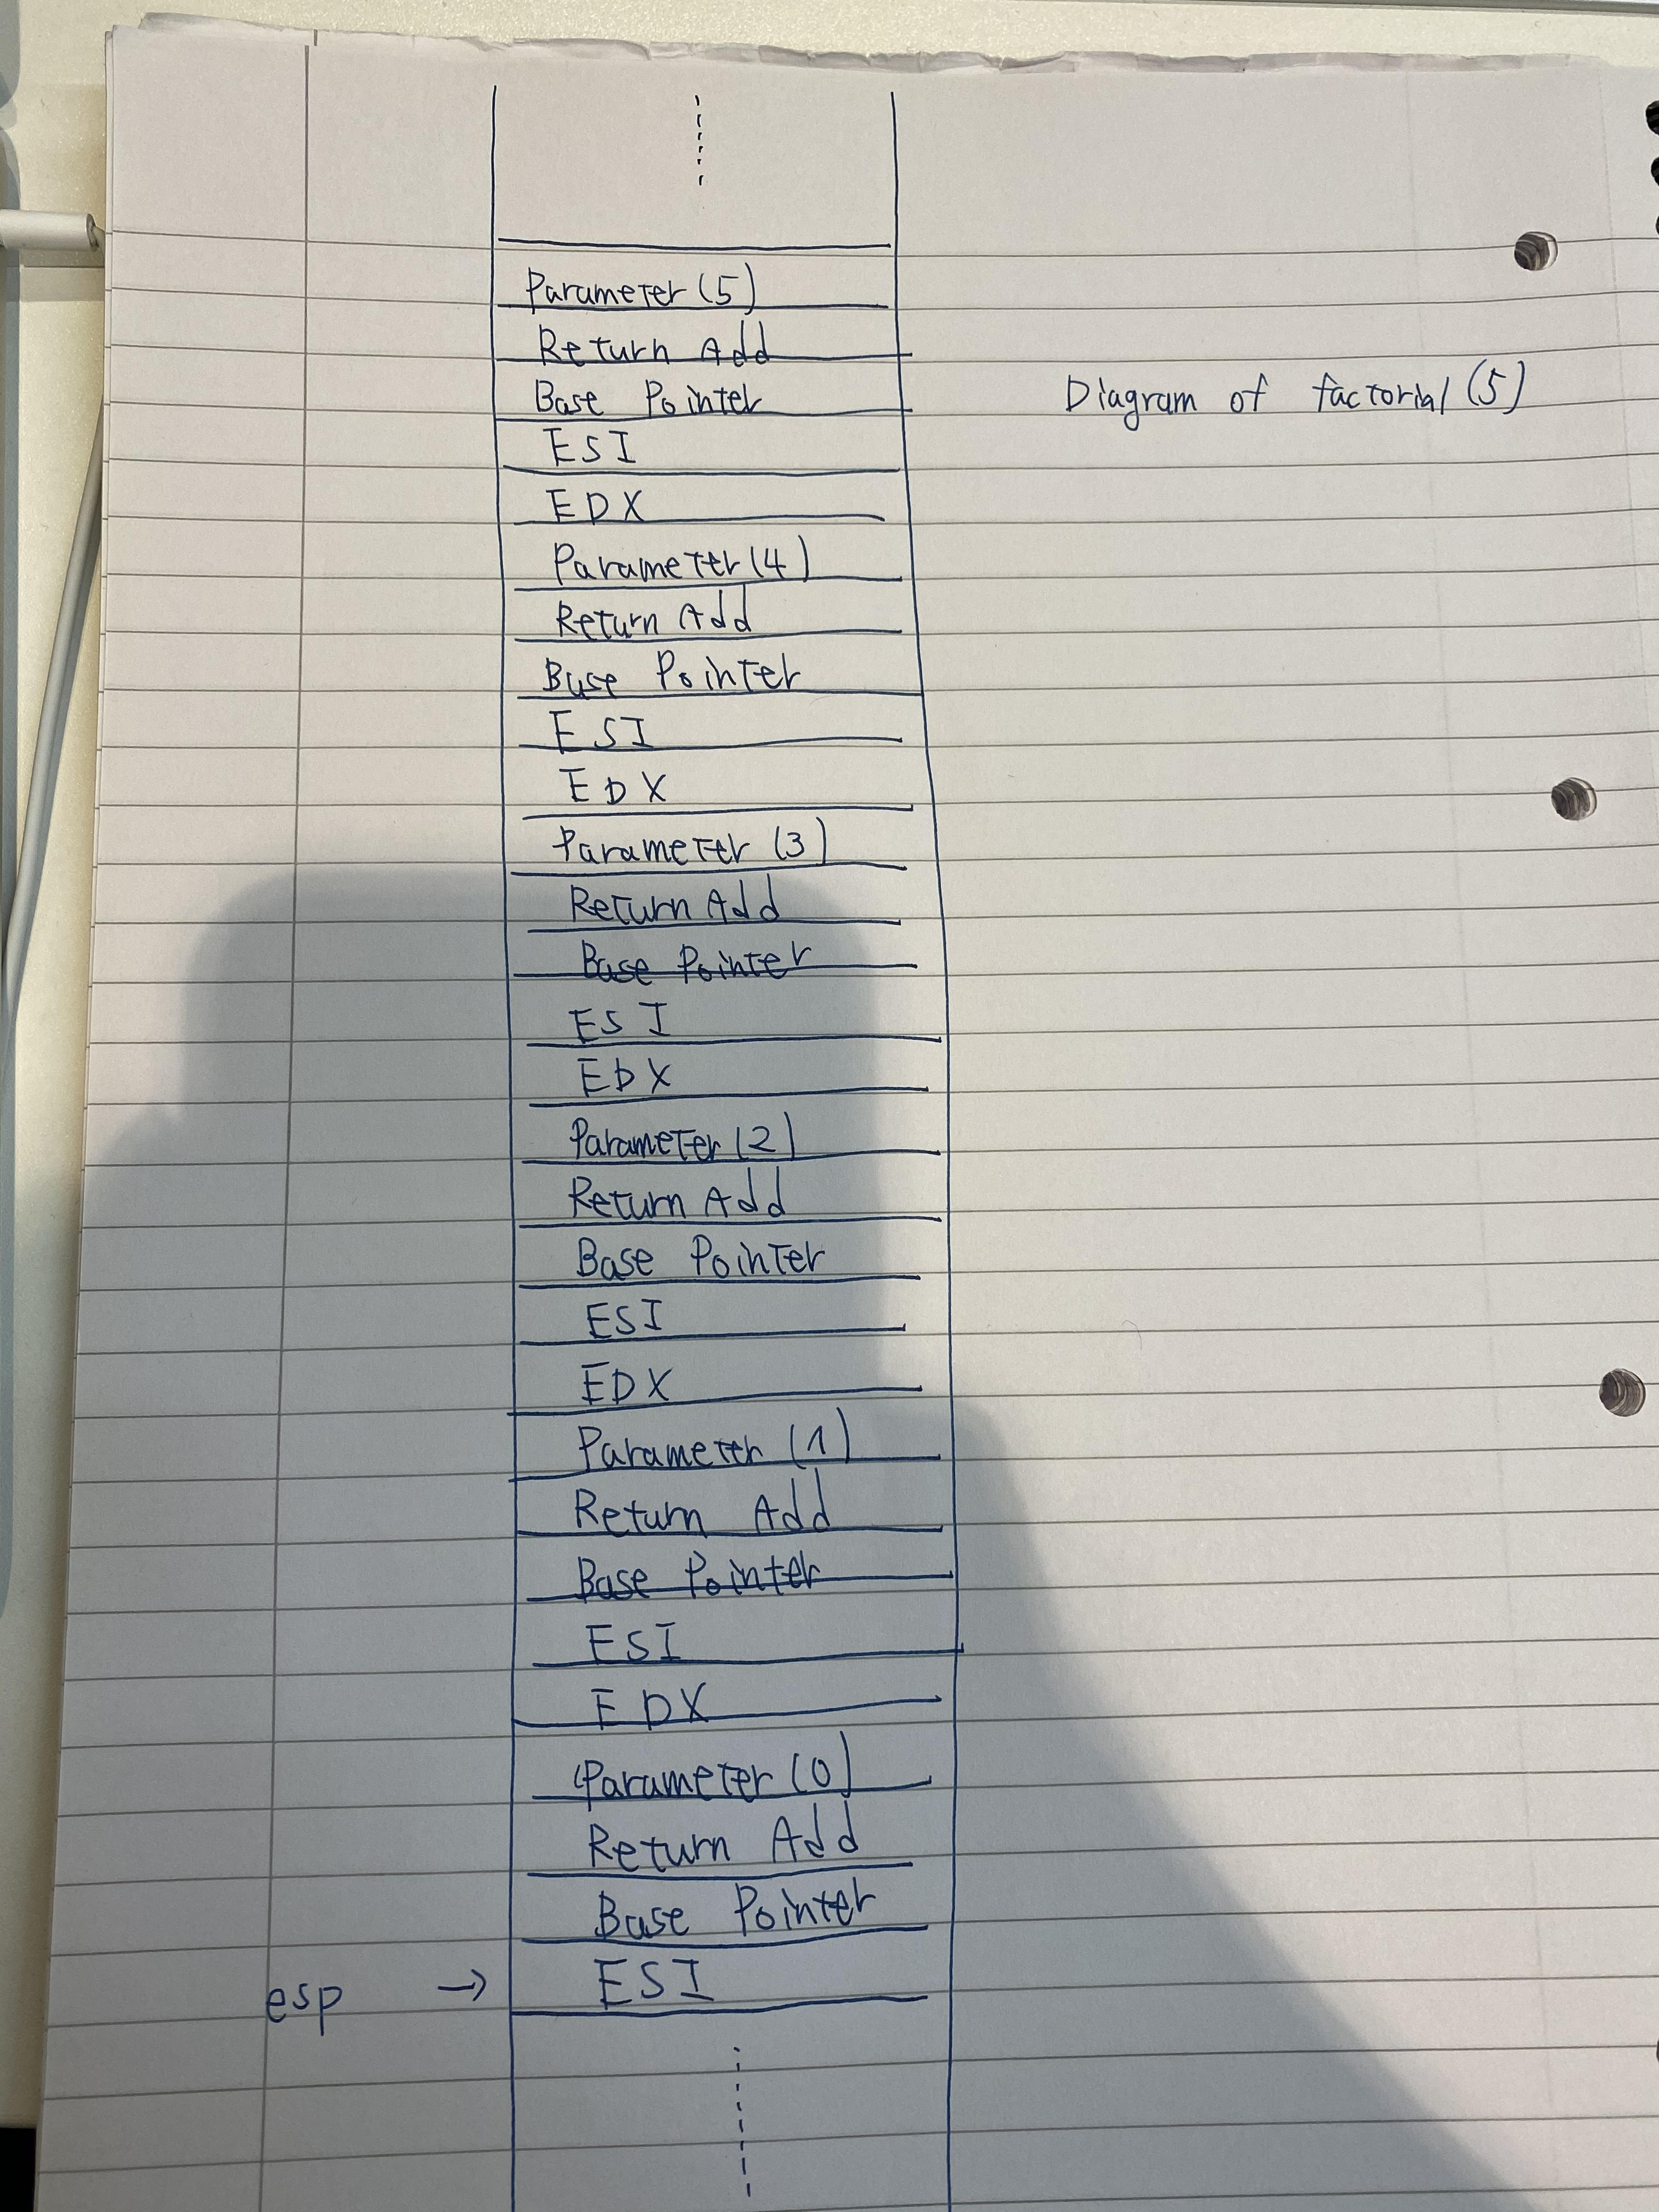 Parameter (5)
Return Add
Base Pointer
Diagram of factorial (5)
ESI
EDX
Parameter (4)
Return Add
Base Pointer
ESI
EDX
Parameter (3)
Return Add
Base Pointer
ESI
EDX
Parameter (2)
Return Add
Base Pointer
ESI
EDX
Parameter (1)
Return Add
Base Pointer
ESI
EDX
Parameter (0)
Return Add
Base Pointer
esp → ESI